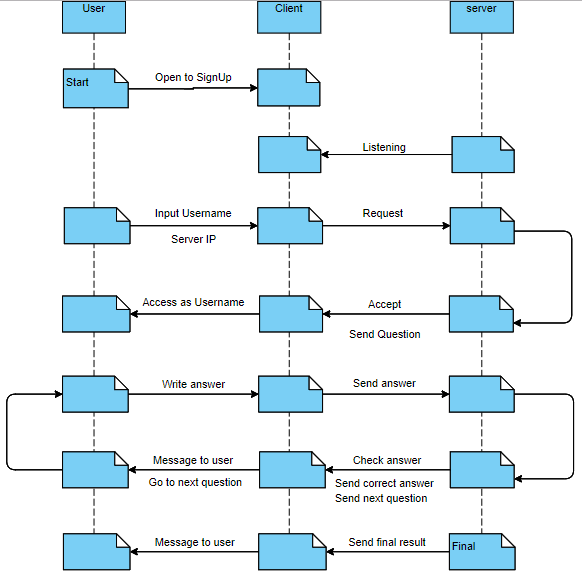 User
Client
server
Start
Open to SignUp
Listening
Input Username
Server IP
Request
Access as Username
Accept
Send Question
Write answer
Send answer
Message to user
Go to next question
Check answer
Send correct answer
Send next question
Message to user
Send final result
Final